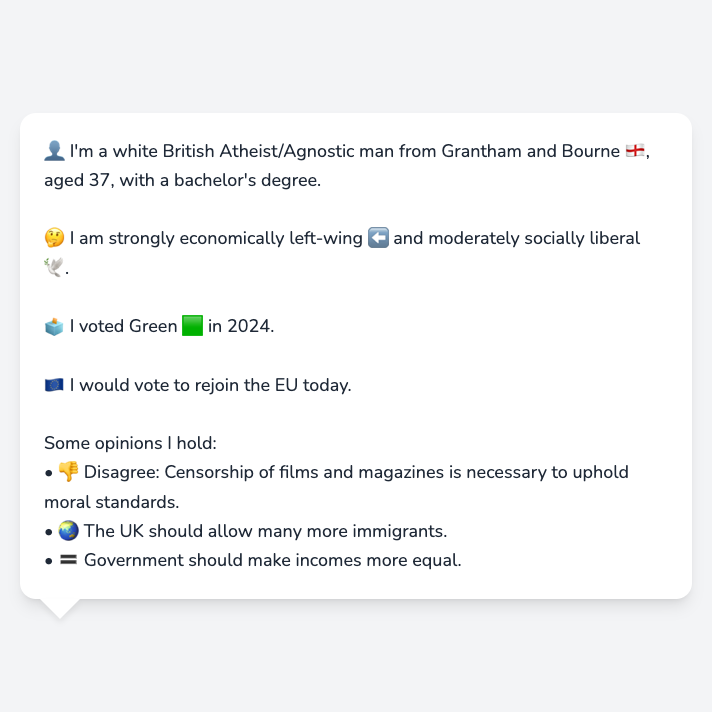 👤 I'm a white British Atheist/Agnostic man from Grantham and Bourne 🏴󠁧󠁢󠁥󠁮󠁧󠁿,
aged 37, with a bachelor's degree.
🤔 I am strongly economically left-wing ⬅️ and moderately socially liberal
🕊️.
🗳️ I voted Green 🟩 in 2024.
🇪🇺 I would vote to rejoin the EU today.
Some opinions I hold:
• 👎 Disagree: Censorship of films and magazines is necessary to uphold
moral standards.
• 🌏 The UK should allow many more immigrants.
• 🟰 Government should make incomes more equal.